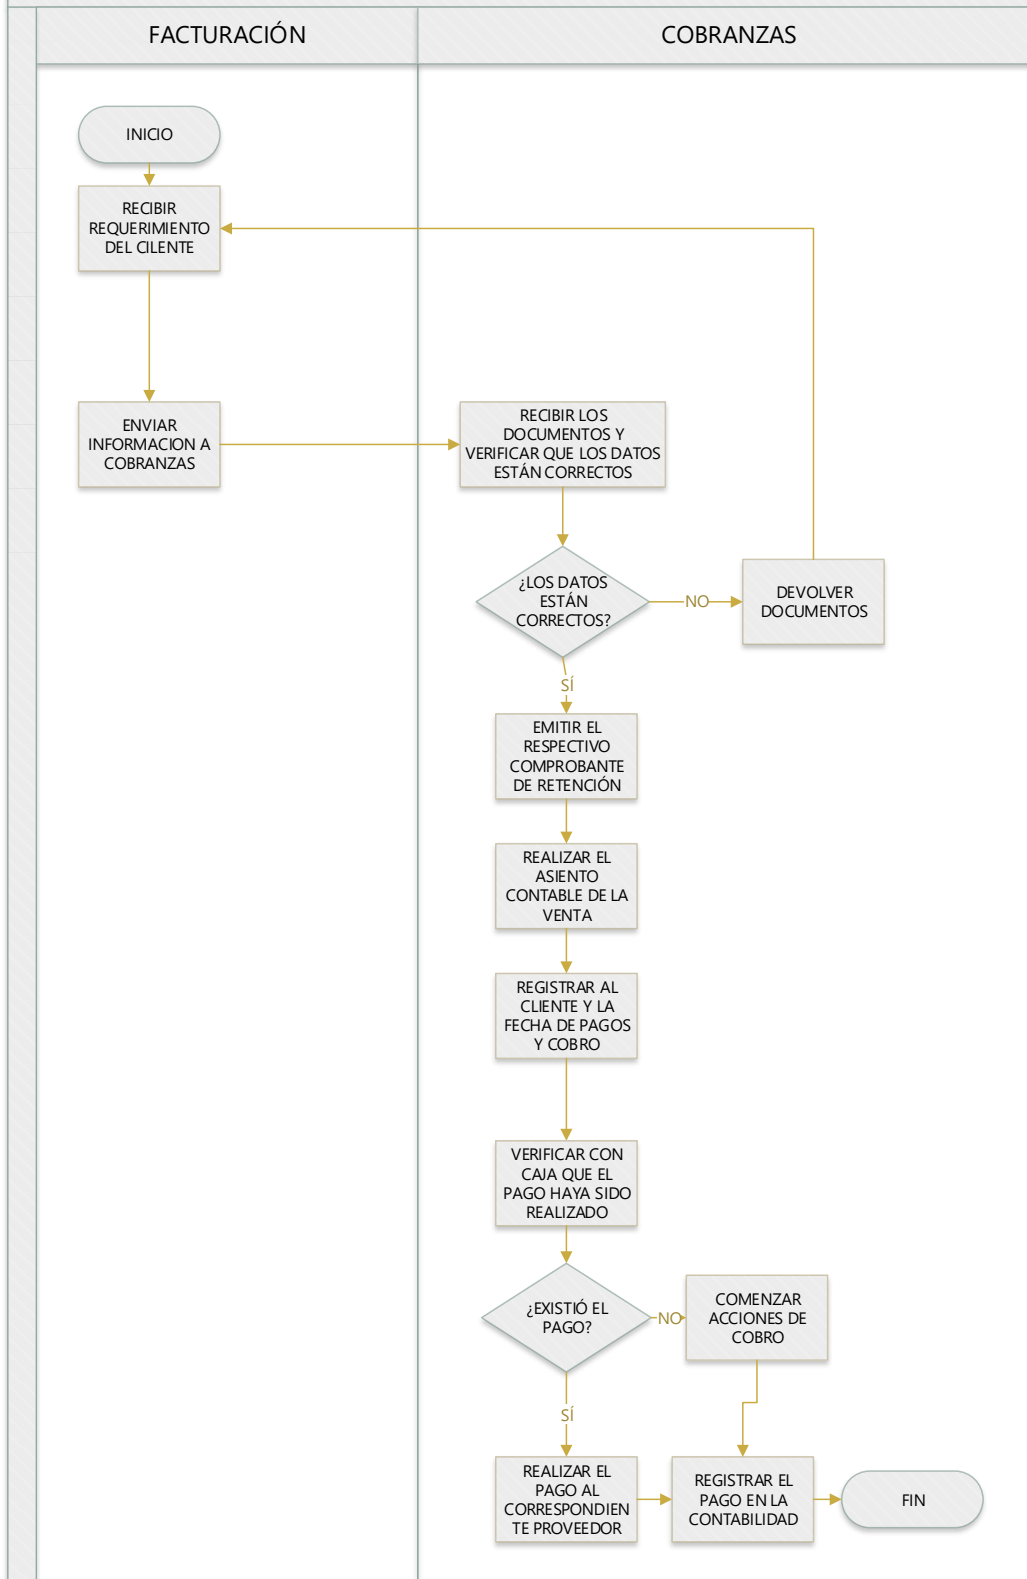 FACTURACIÓN
COBRANZAS
INICIO
RECIBIR
REQUERIMIENTO
DEL CILENTE
ENVIAR
INFORMACION A
COBRANZAS
RECIBIR LOS
DOCUMENTOS Y
VERIFICAR QUE LOS DATOS
ESTÁN CORRECTOS
¿LOS DATOS
ESTÁN
CORRECTOS?
NO
DEVOLVER
DOCUMENTOS
SÍ
EMITIR EL
RESPECTIVO
COMPROBANTE
DE RETENCIÓN
REALIZAR EL
ASIENTO
CONTABLE DE LA
VENTA
REGISTRAR AL
CLIENTE Y LA
FECHA DE PAGOS
Y COBRO
VERIFICAR CON
CAJA QUE EL
PAGO HAYA SIDO
REALIZADO
¿EXISTIÓ EL
PAGO?
NO
COMENZAR
ACCIONES DE
COBRO
SÍ
REALIZAR EL
PAGO AL
CORRESPONDIEN
TE PROVEEDOR
REGISTRAR EL
PAGO EN LA
CONTABILIDAD
FIN